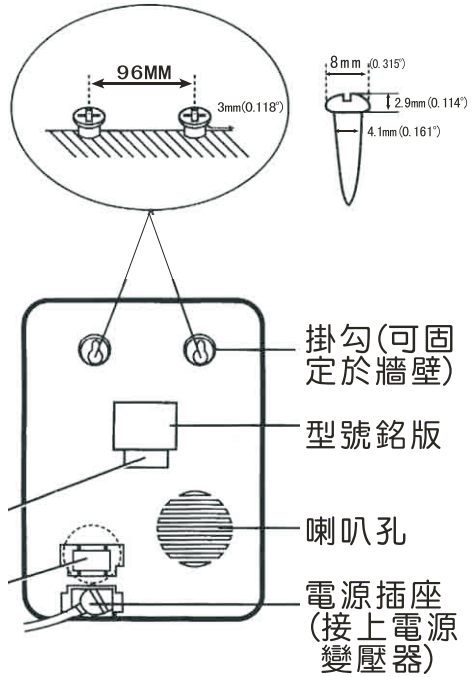 96MM
3mm(0.118")
8mm (0.315")
2.9mm(0.114")
4.1mm(0.161")
掛勾(可固
定於牆壁)
型號銘版
喇叭孔
電源插座
(接上電源
變壓器)